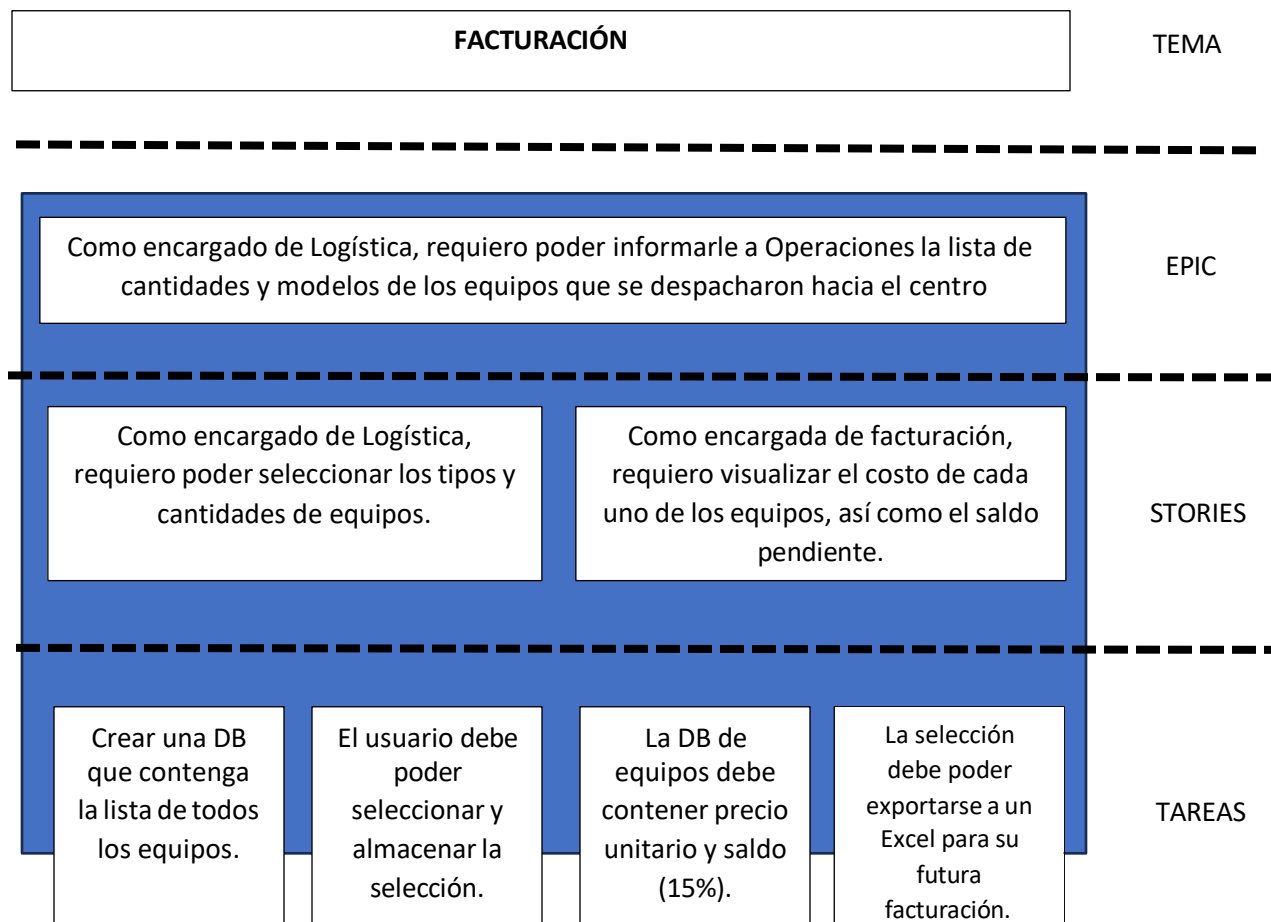 FACTURACIÓN
TEMA
Como encargado de Logística, requiero poder informarle a Operaciones la lista de
cantidades y modelos de los equipos que se despacharon hacia el centro
EPIC
Como encargado de Logística,
requiero poder seleccionar los tipos y
cantidades de equipos.
Como encargada de facturación,
requiero visualizar el costo de cada
uno de los equipos, así como el saldo
pendiente.
STORIES
Crear una DB
que contenga
la lista de todos
los equipos.
El usuario debe
poder
seleccionar y
almacenar la
selección.
La DB de
equipos debe
contener precio
unitario y saldo
(15%).
La selección
debe poder
exportarse a un
Excel para su
futura
facturación.
TAREAS